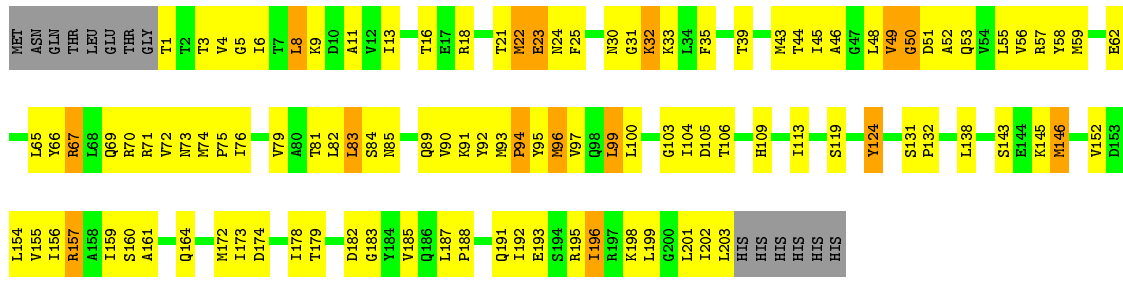 MET ASN GLN THR LEU GLU THR GLY T1 T2 T3 V4 G5 I6 T7 L8 K9 D10 A11 V12 I13 T16 E17 R18 T21 M22 E23 N24 F25 N30 G31 K32 K33 L34 F35 T39 M43 T44 I45 A46 G47 L48 V49 G50 D51 A52 Q53 V54 L55 V56 R57 Y58 M59 E62
L65 Y66 R67 L68 Q69 R70 R71 V72 N73 M74 P75 I76 V79 A80 T81 L82 L83 S84 N85 Q89 V90 K91 Y92 M93 P94 Y95 M96 V97 Q98 L99 L100 G103 I104 D105 T106 H109 I113 S119 Y124 S131 P132 L138 S143 E144 K145 M146 V152 D153
L154 V155 I156 R157 A158 I159 S160 A161 Q164 M172 I173 D174 I178 T179 D182 G183 Y184 V185 Q186 L187 P188 Q191 I192 E193 S194 R195 I196 R197 K198 L199 G200 L201 I202 L203 HIS HIS HIS HIS HIS HIS